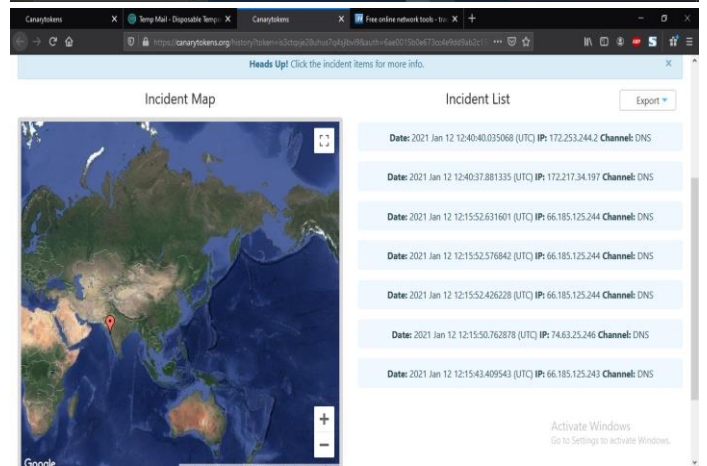 Canarytokens X Temp Mail - Disposable Tempo X Canarytokens X Free online network tools - trac X +
Heads Up! Click the incident items for more info. X
Incident Map
Incident List
Export
Date: 2021 Jan 12 12:40:40.035068 (UTC) IP: 172.253.244.2 Channel: DNS
Date: 2021 Jan 12 12:40:37.881335 (UTC) IP: 172.217.34.197 Channel: DNS
Date: 2021 Jan 12 12:15:52.631601 (UTC) IP: 66.185.125.244 Channel: DNS
Date: 2021 Jan 12 12:15:52.576842 (UTC) IP: 66.185.125.244 Channel: DNS
Date: 2021 Jan 12 12:15:52.426228 (UTC) IP: 66.185.125.244 Channel: DNS
Date: 2021 Jan 12 12:15:50.762878 (UTC) IP: 74.63.25.246 Channel: DNS
Date: 2021 Jan 12 12:15:43.409543 (UTC) IP: 66.185.125.243 Channel: DNS
Activate Windows
Go to Settings to activate Windows.
Google